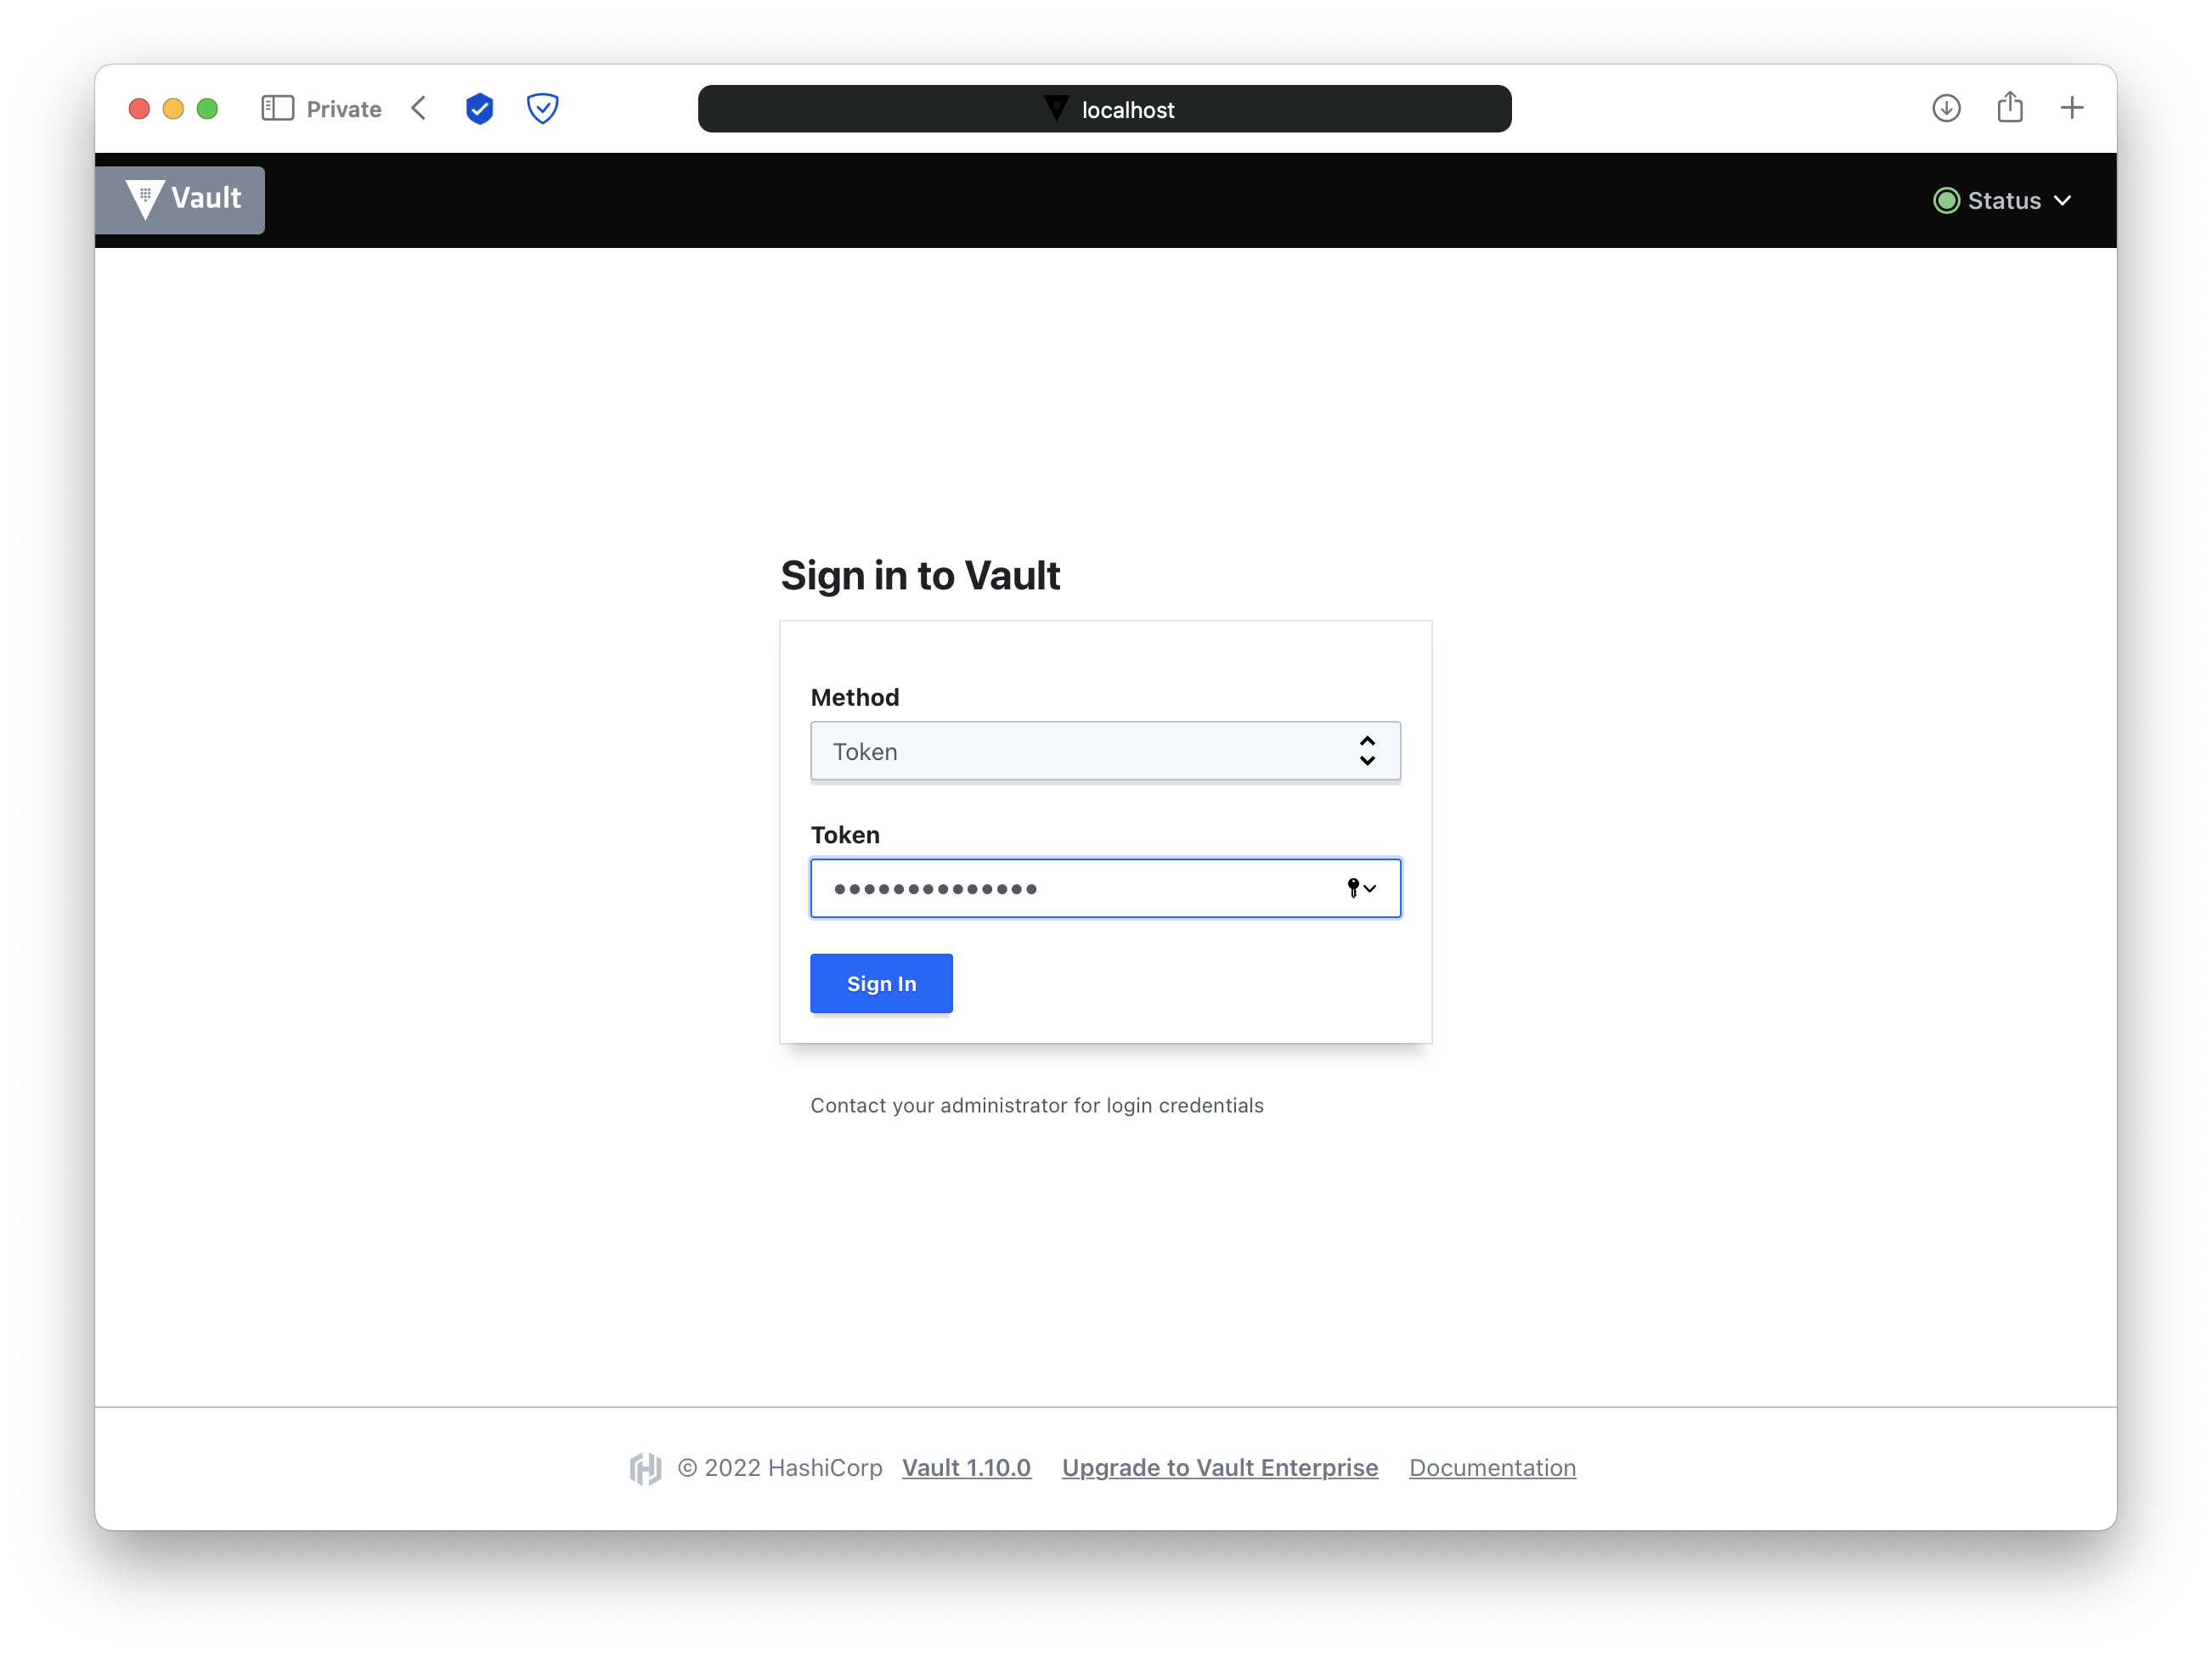 Private
localhost
Vault
Status
Sign in to Vault
Method
Token
Token
••••••••••••••
Sign In
Contact your administrator for login credentials
© 2022 HashiCorp Vault 1.10.0 Upgrade to Vault Enterprise Documentation